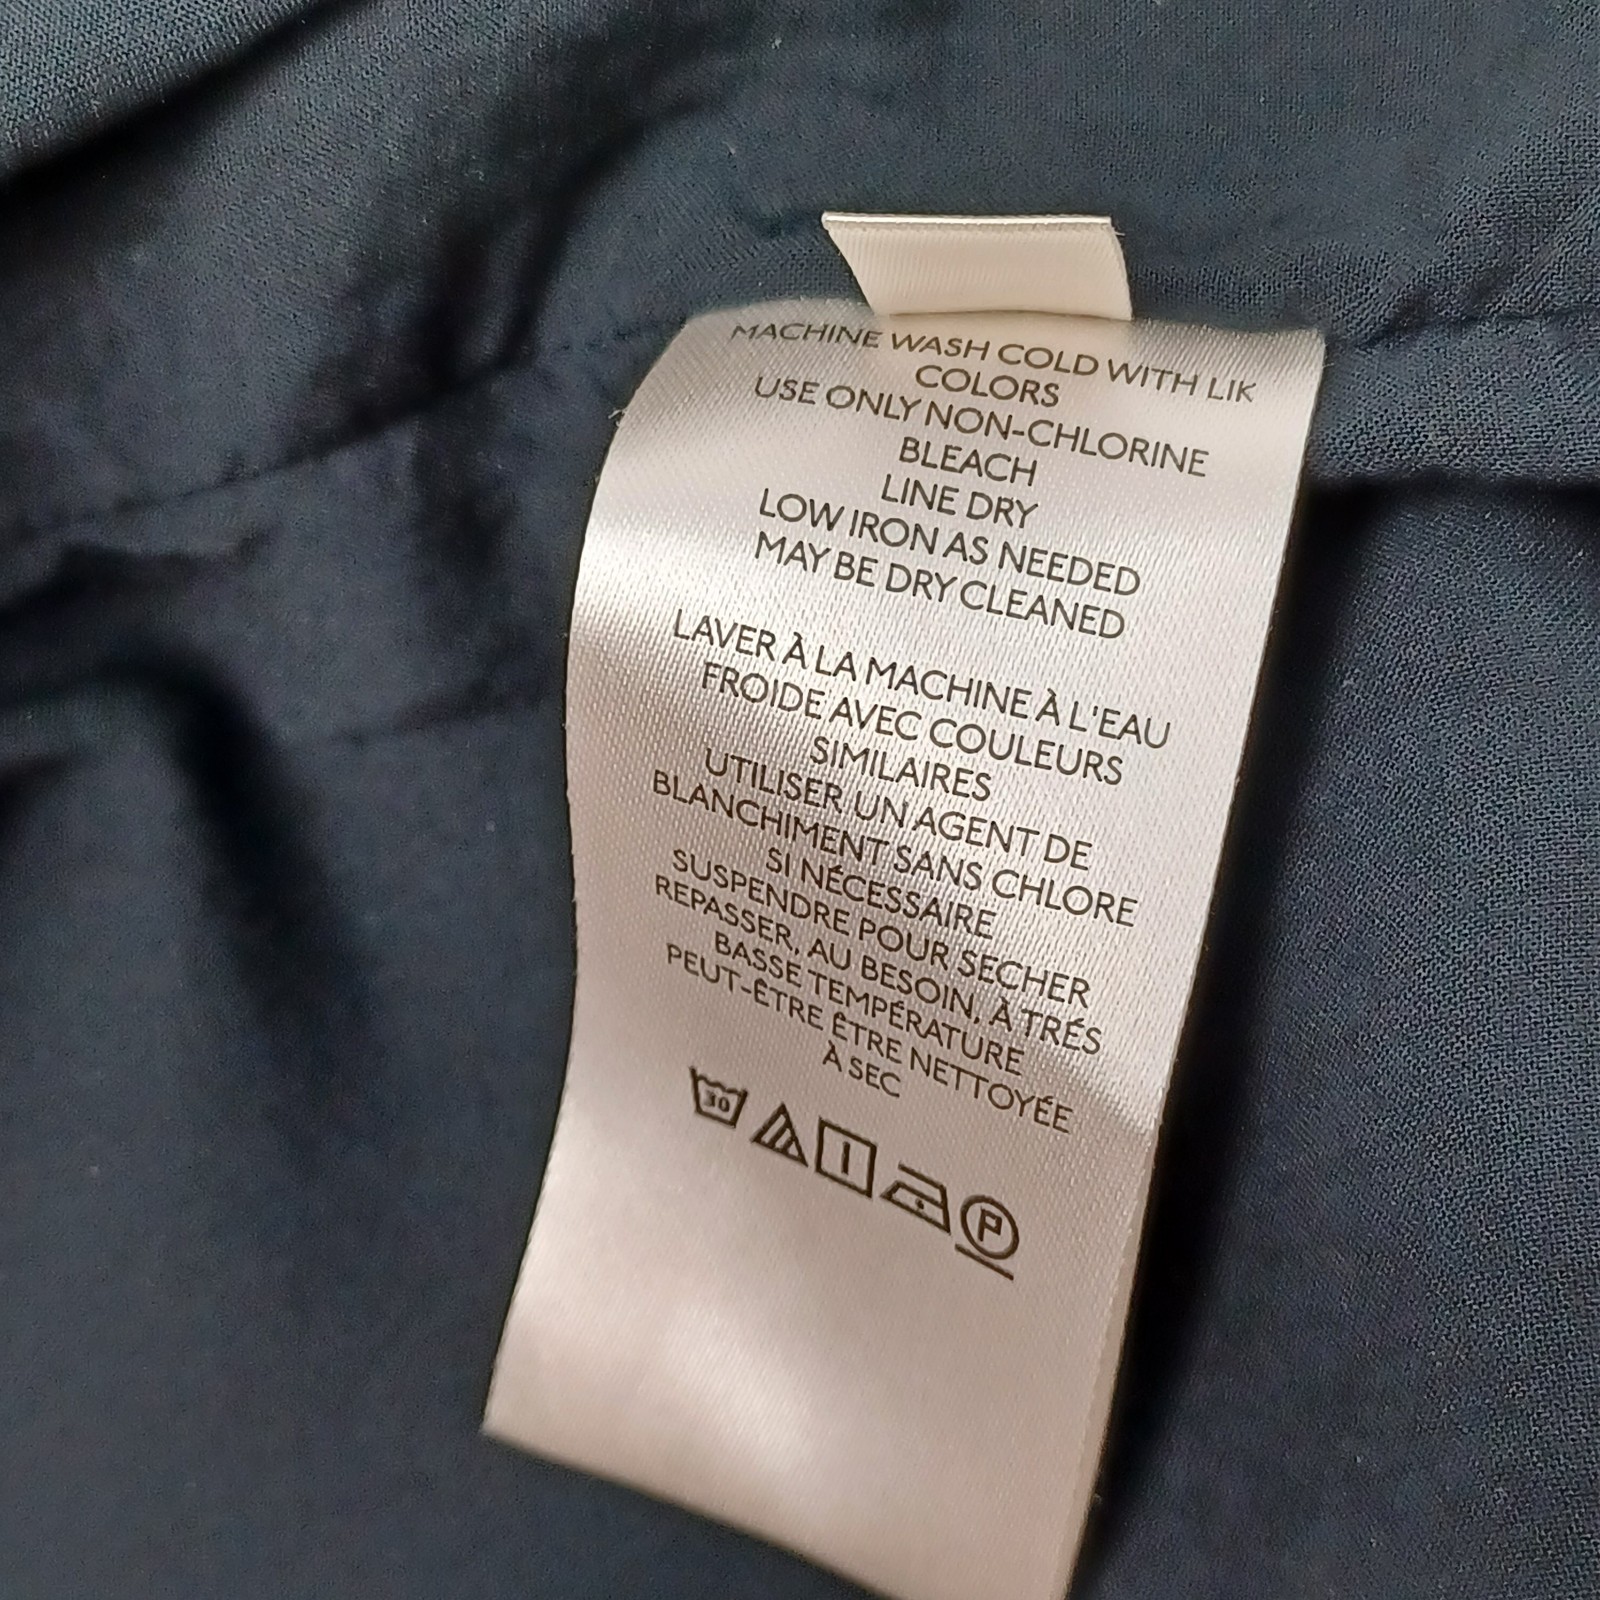 MACHINE WASH COLD WITH LIK
COLORS
USE ONLY NON-CHLORINE
BLEACH
LINE DRY
LOW IRON AS NEEDED
MAY BE DRY CLEANED
LAVER À LA MACHINE À L'EAU
FROIDE AVEC COULEURS
SIMILAIRES
UTILISER UN AGENT DE
BLANCHIMENT SANS CHLORE
SI NÉCESSAIRE
SUSPENDRE POUR SECHER
REPASSER, AU BESOIN, À TRÉS
BASSE TEMPÉRATURE
PEUT-ÊTRE ÊTRE NETTOYÉE
À SEC
30 P